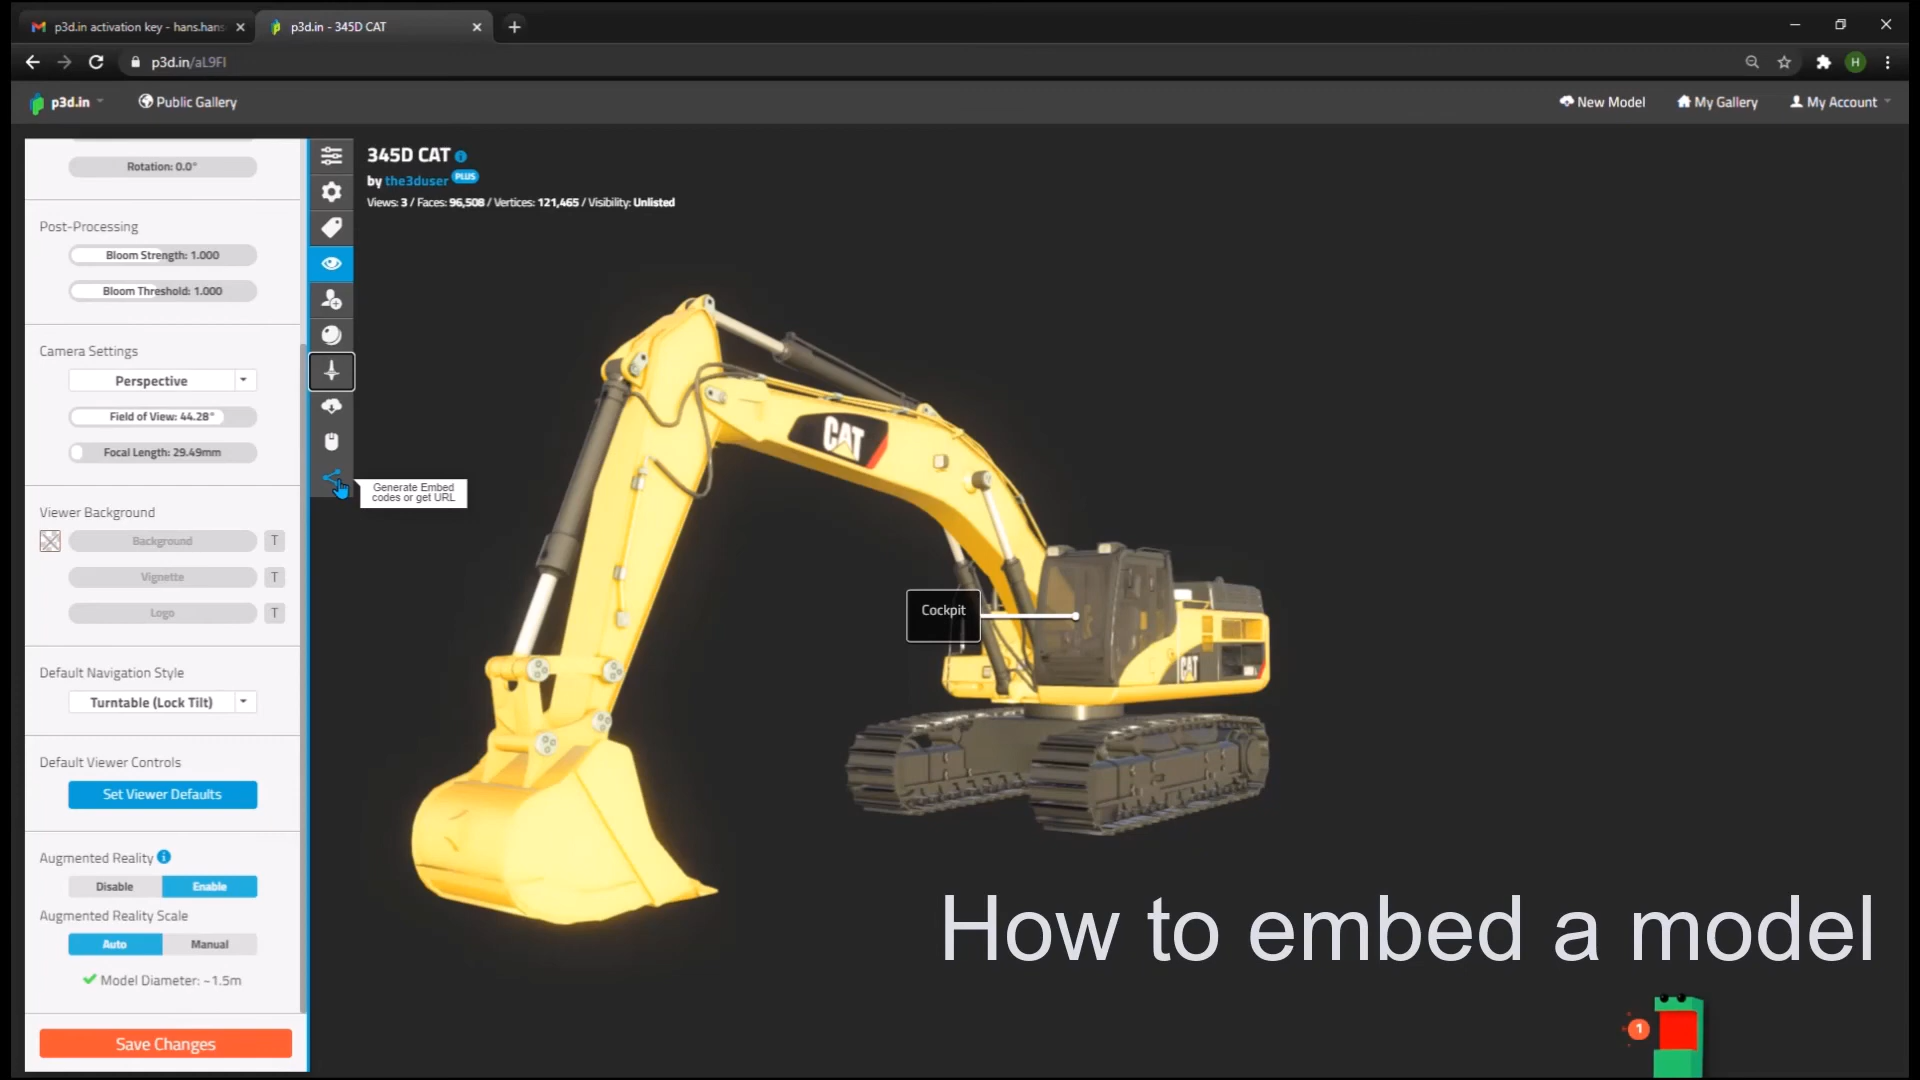 p3d.in activation key - hans.hans
p3d.in - 345D CAT
p3d.in/aL9FI
H
p3d.in
Public Gallery
New Model
My Gallery
My Account
Rotation: 0.0°
Post-Processing
Bloom Strength: 1.000
Bloom Threshold: 1.000
Camera Settings
Perspective
Field of View: 44.28°
Focal Length: 29.49mm
Viewer Background
Background
T
Vignette
T
Logo
T
Default Navigation Style
Turntable (Lock Tilt)
Default Viewer Controls
Set Viewer Defaults
Augmented Reality
Disable
Enable
Augmented Reality Scale
Auto
Manual
Model Diameter: ~1.5m
Save Changes
345D CAT
by the3duser PLUS
Views: 3 / Faces: 96,508 / Vertices: 121,465 / Visibility: Unlisted
Generate Embed
codes or get URL
CAT
Cockpit
CAT
How to embed a model
1